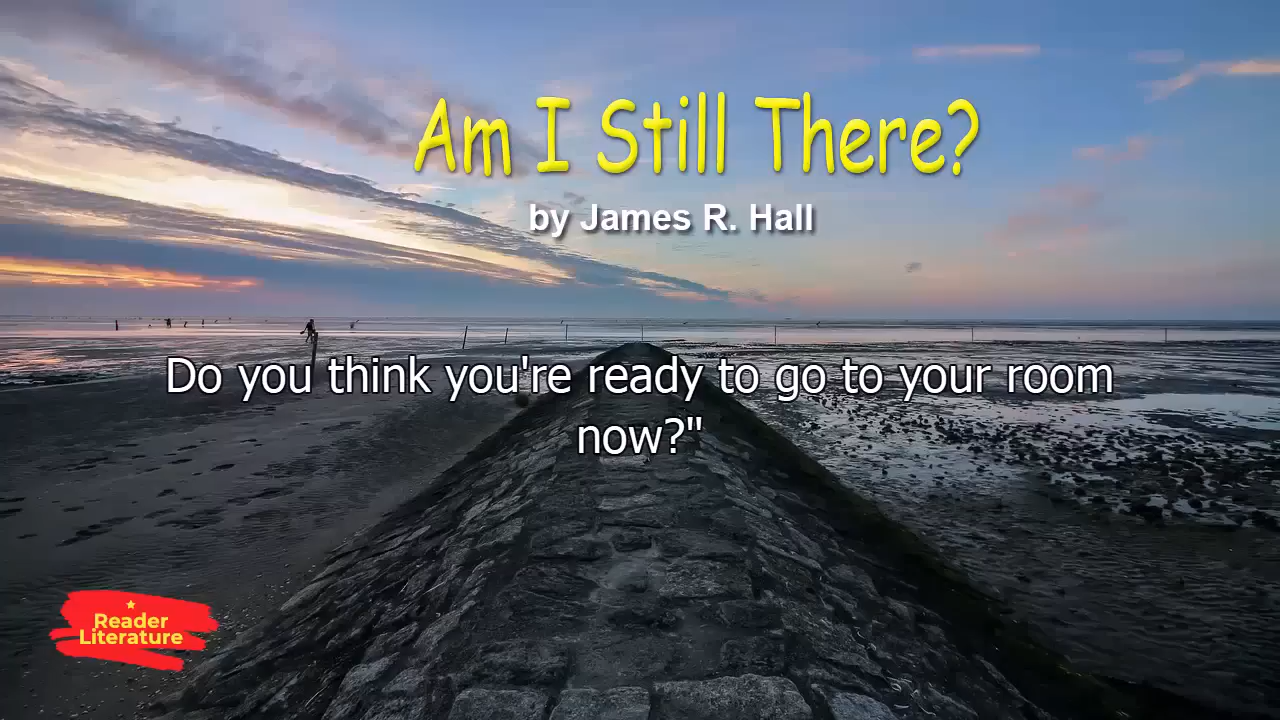 Am I Still There?
by James R. Hall
Do you think you're ready to go to your room
now?"
Reader
Literature